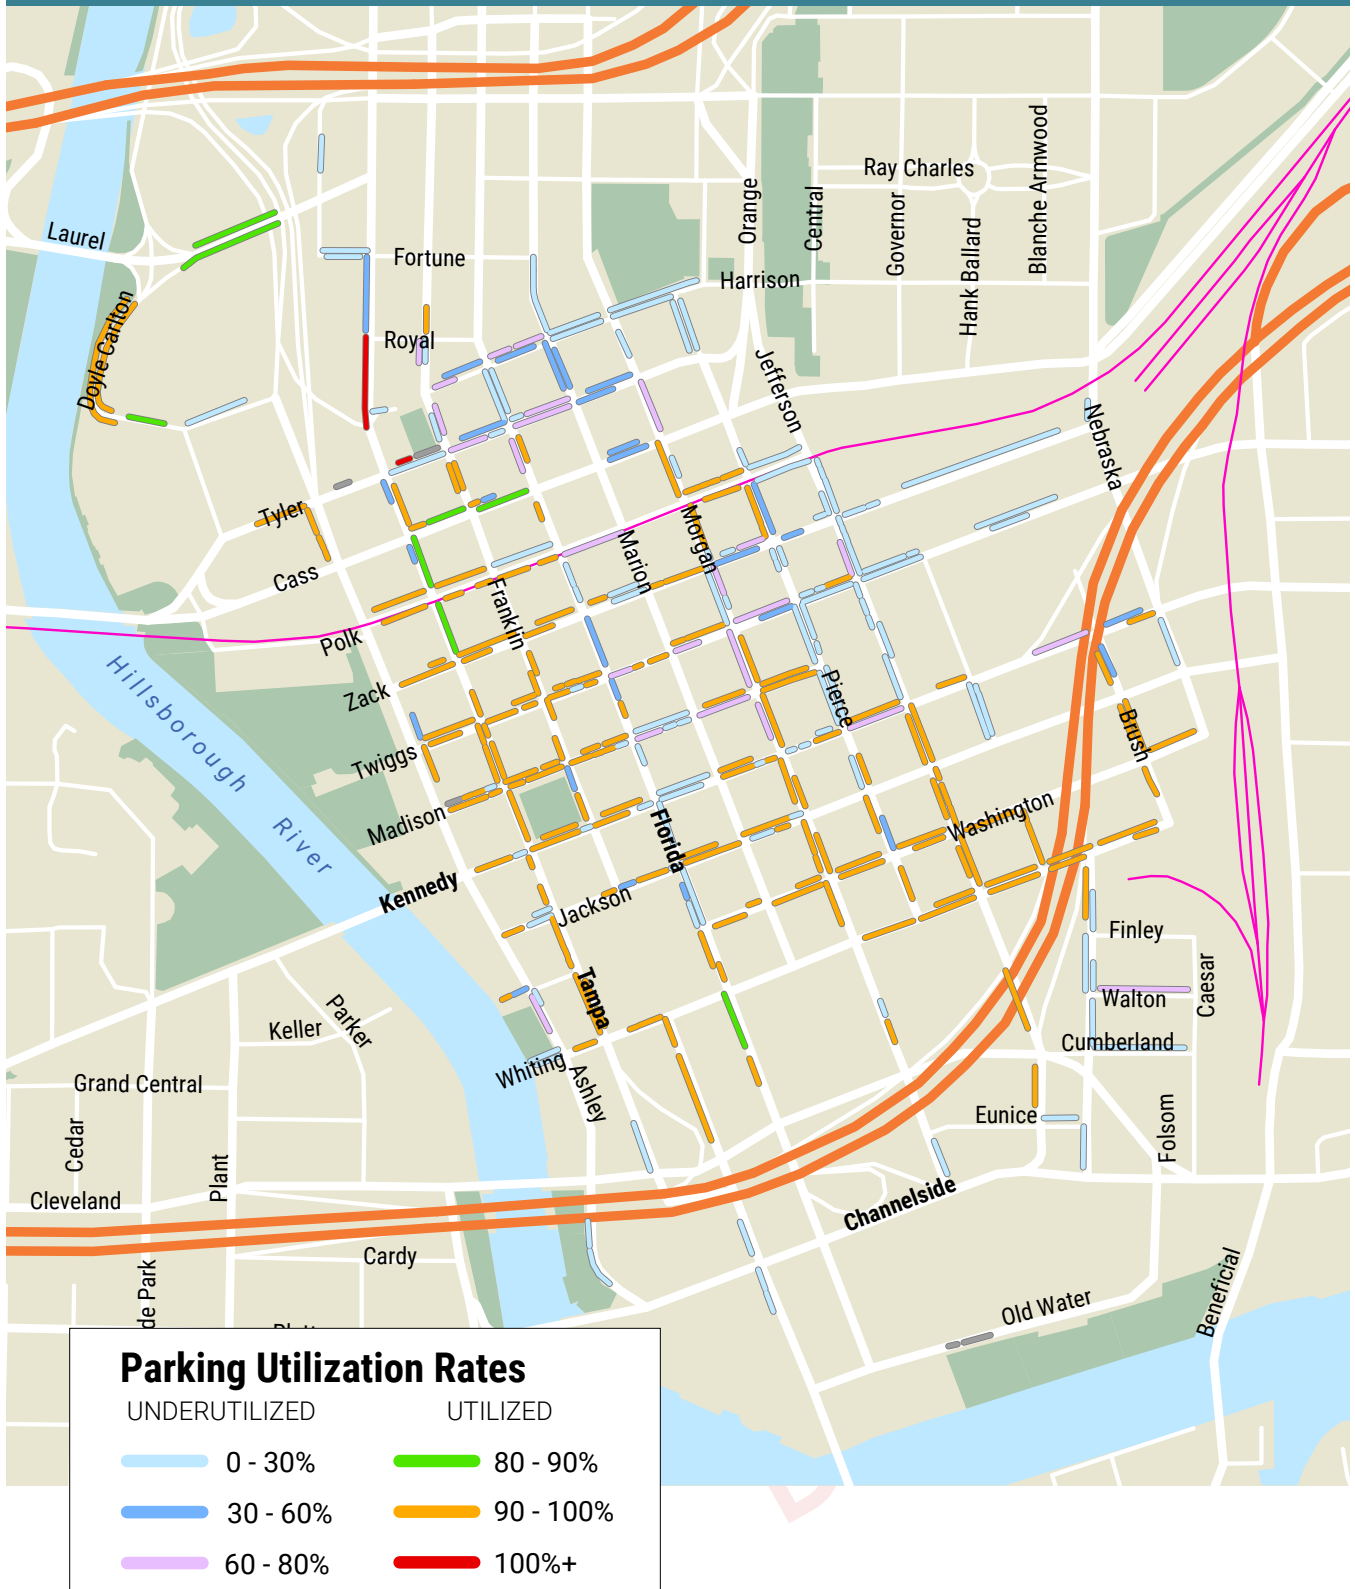 Ray Charles
Blanche Armwood
Orange
Central
Governor
Hank Ballard
Laurel
Fortune
Harrison
Doyle Carlton
Royal
Jefferson
Nebraska
Tyler
Morgan
Marion
Cass
Franklin
Polk
Zack
Pierce
Hillsborough
River
Twiggs
Brush
Madison
Florida
Washington
Kennedy
Jackson
Finley
Caesar
Tampa
Walton
Parker
Keller
Cumberland
Whiting
Ashley
Grand Central
Eunice
Folsom
Cedar
Plant
Cleveland
Channelside
Cardy
Beneficial
de Park
Old Water
Parking Utilization Rates
UNDERUTILIZED UTILIZED
0 - 30% 80 - 90%
30 - 60% 90 - 100%
60 - 80% 100%+